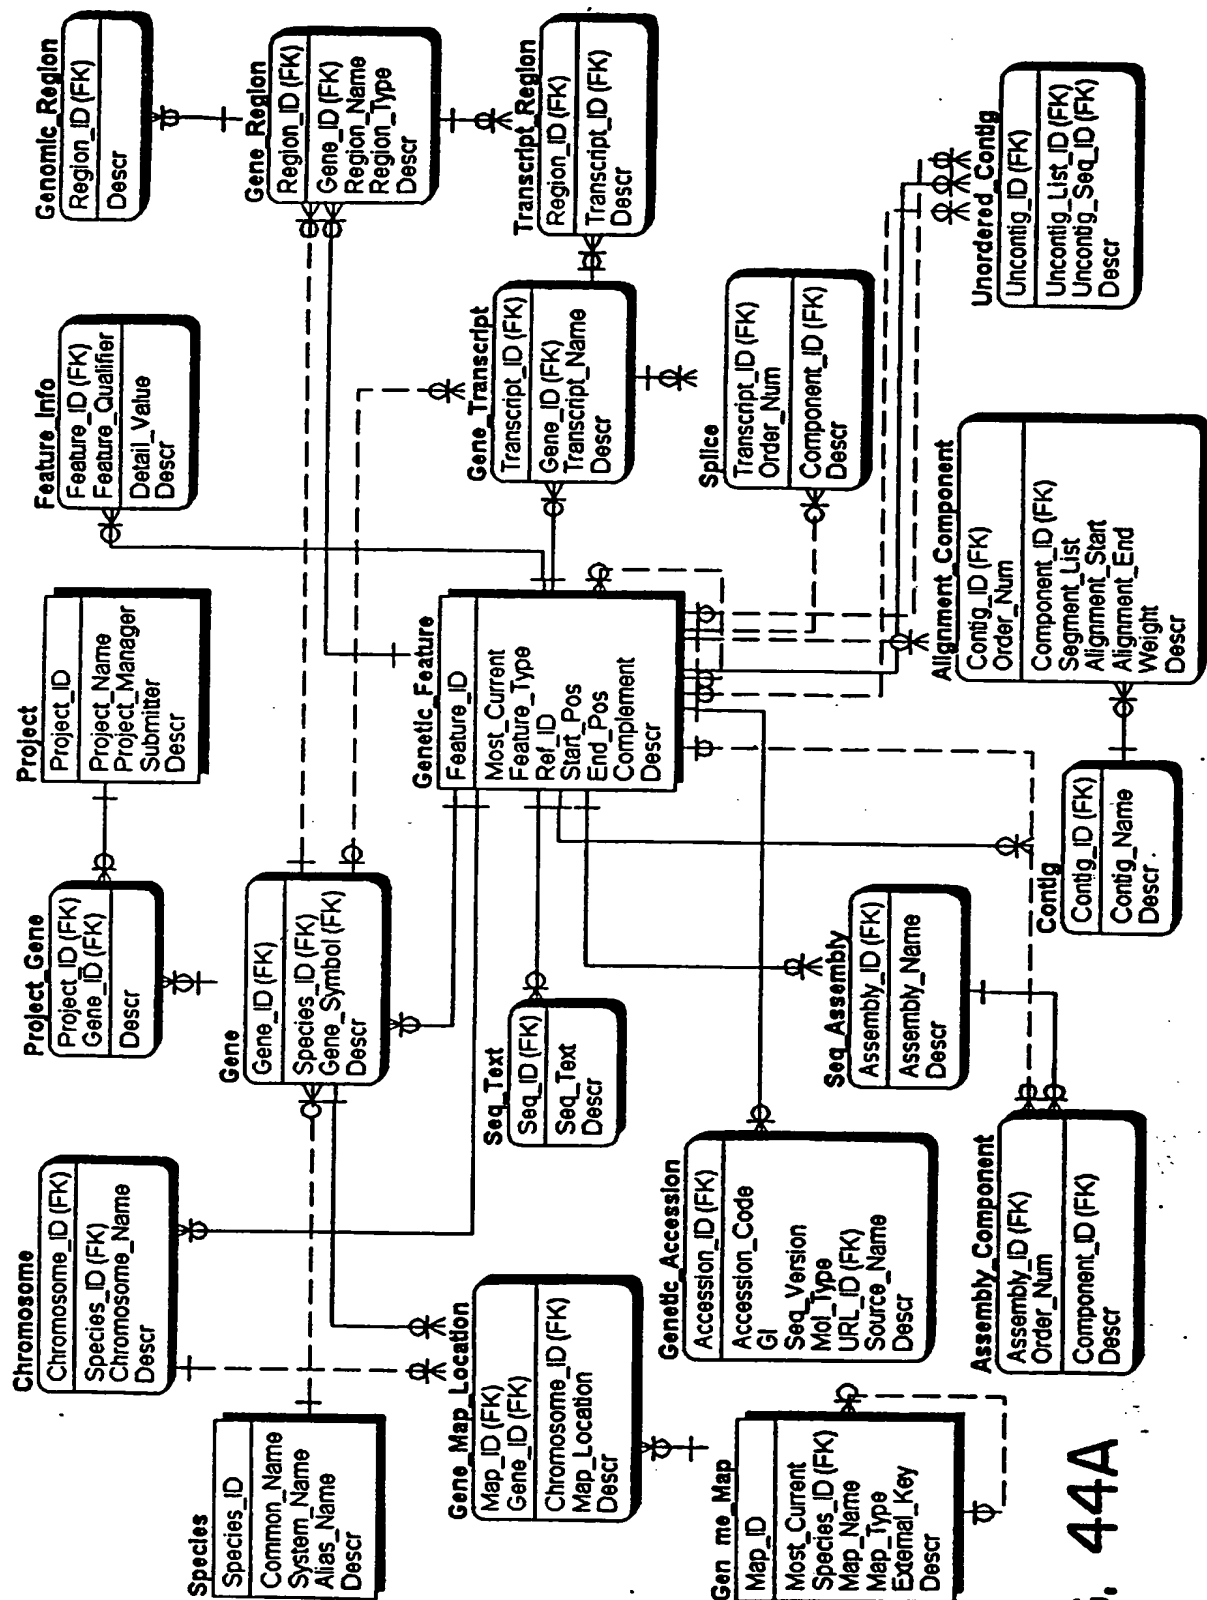 Species
Species_ID
Common_Name
System_Name
Alias_Name
Descr
Chromosome
Chromosome_ID (FK)
Species_ID (FK)
Chromosome_Name
Descr
Project_Gene
Project_ID (FK)
Gene_ID (FK)
Descr
Project
Project_ID
Project_Name
Project_Manager
Submitter
Descr
Feature_Info
Feature_ID (FK)
Feature_Qualifier
Detail_Value
Descr
Genomic_Region
Region_ID (FK)
Descr
Gene
Gene_ID (FK)
Species_ID (FK)
Gene_Symbol (FK)
Descr
Gene_Region
Region_ID (FK)
Gene_ID (FK)
Region_Name
Region_Type
Descr
Gene_Map_Location
Map_ID (FK)
Gene_ID (FK)
Chromosome_ID (FK)
Map_Location
Descr
Seq_Text
Seq_ID (FK)
Seq_Text
Descr
Genetic_Feature
Feature_ID
Most_Current
Feature_Type
Ref_ID
Start_Pos
End_Pos
Complement
Descr
Gene_Transcript
Transcript_ID (FK)
Gene_ID (FK)
Transcript_Name
Descr
Transcript_Region
Region_ID (FK)
Transcript_ID (FK)
Descr
Gen me_Map
Map_ID
Most_Current
Species_ID (FK)
Map_Name
Map_Type
External_Key
Descr
Genetic_Accession
Accession_ID (FK)
Accession_Code
GI
Seq_Version
Mol_Type
URL_ID (FK)
Source_Name
Descr
Seq_Assembly
Assembly_ID (FK)
Assembly_Name
Descr
Splice
Transcript_ID (FK)
Order_Num
Component_ID (FK)
Descr
Assembly_Component
Assembly_ID (FK)
Order_Num
Component_ID (FK)
Descr
Contig
Contig_ID (FK)
Contig_Name
Descr
Alignment_Component
Contig_ID (FK)
Order_Num
Component_ID (FK)
Segment_List
Alignment_Start
Alignment_End
Weight
Descr
Unordered_Contig
Uncontig_ID (FK)
Uncontig_List_ID (FK)
Uncontig_Seq_ID (FK)
Descr
44A